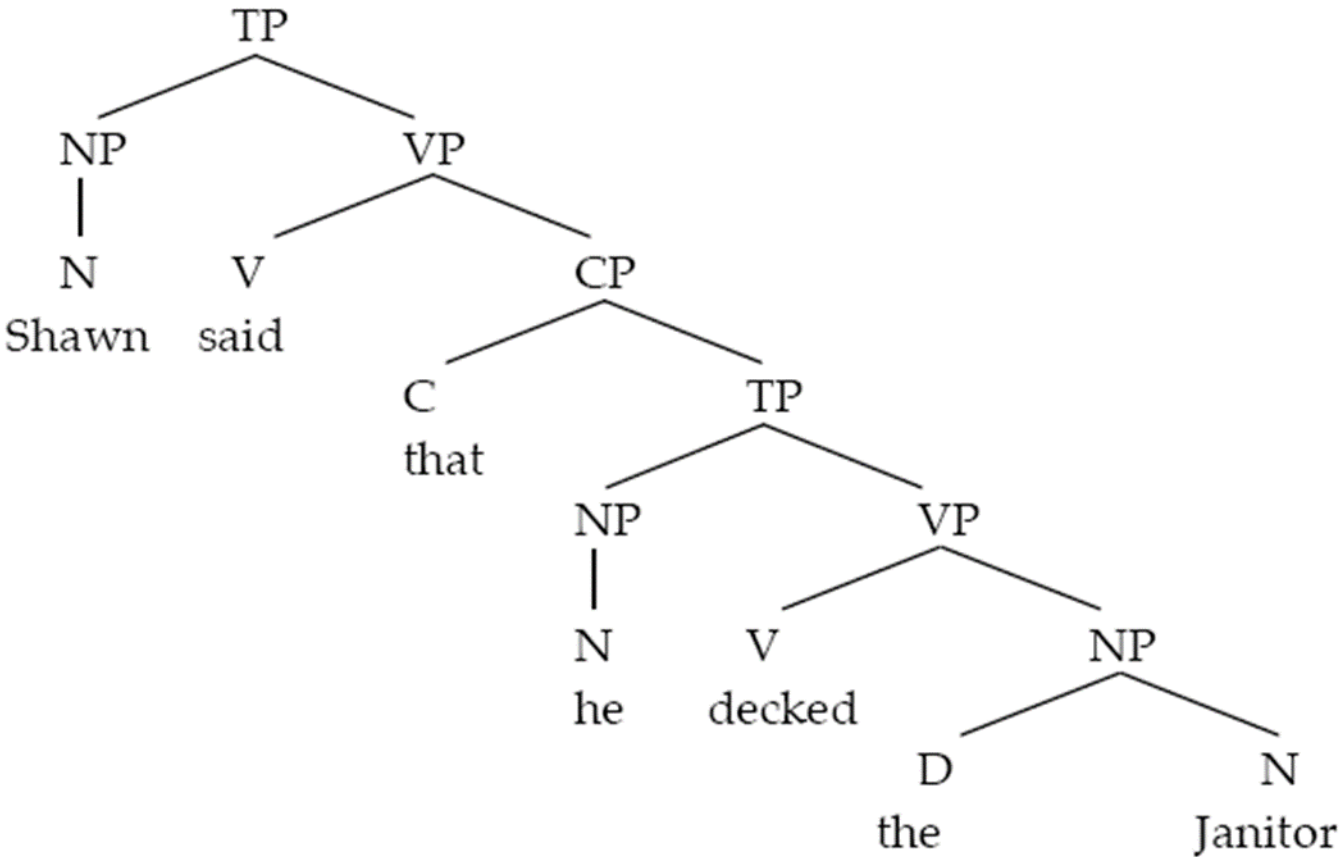 TP
NP VP
N V CP
Shawn said
C TP
that
NP VP
N V NP
he decked
D N
the Janitor